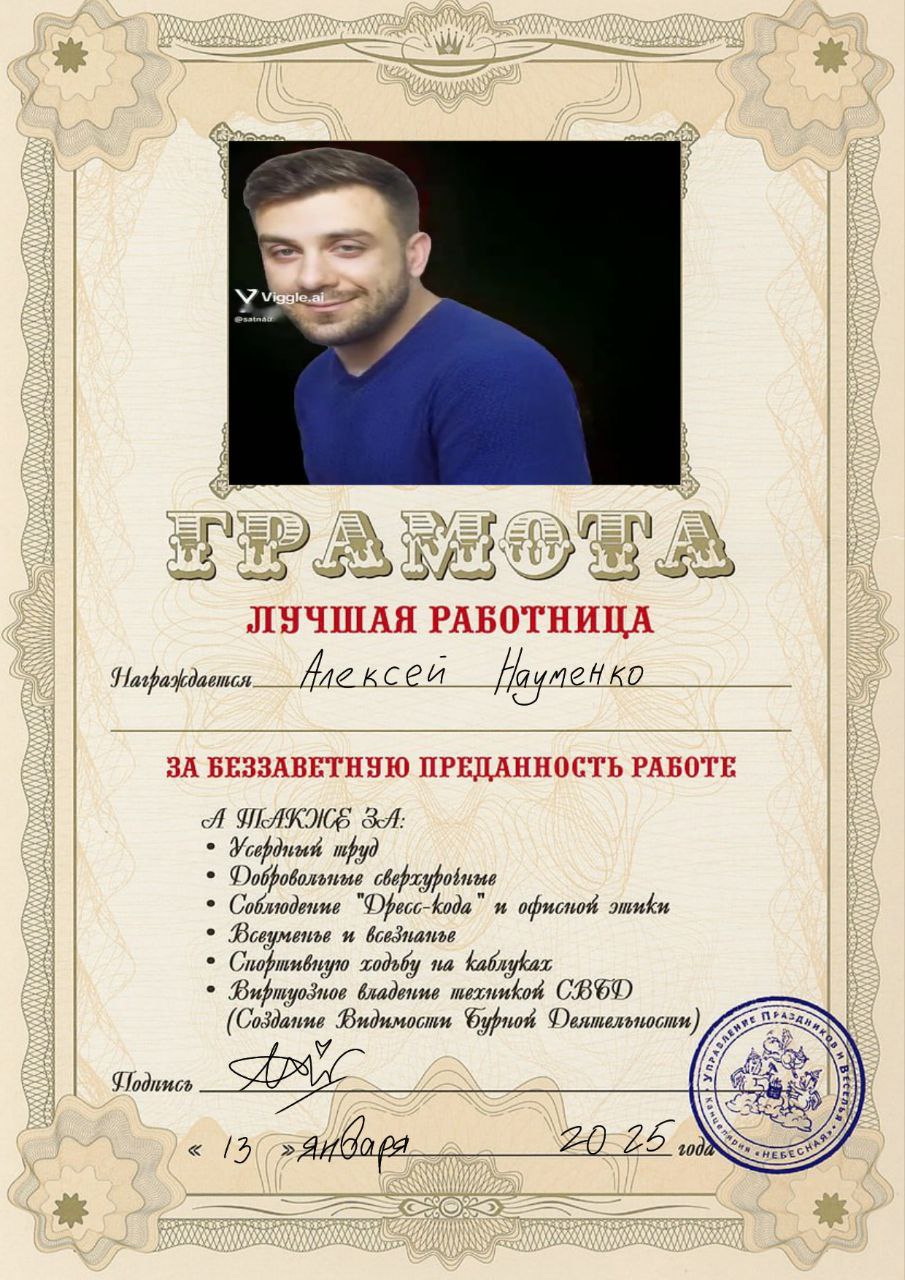 Viggle.ai
ГРАМОТА
ЛУЧШАЯ РАБОТНИЦА
Награждается Алексей Науменко
ЗА БЕЗЗАВЕТНУЮ ПРЕДАННОСТЬ РАБОТЕ
А ТАКЖЕ ЗА:
• Усердный труд
• Добровольные сверхурочные
• Соблюдение "Дресс-кода" и офисной этики
• Всеуменье и всезнанье
• Спортивную ходьбу на каблуках
• Виртуозное владение техникой СВБД
(Создание Видимости Бурной Деятельности)
Подпись
« 13 » января 2025 года
Управление Праздников и Веселья
Канцелярия «НЕБЕСНАЯ»